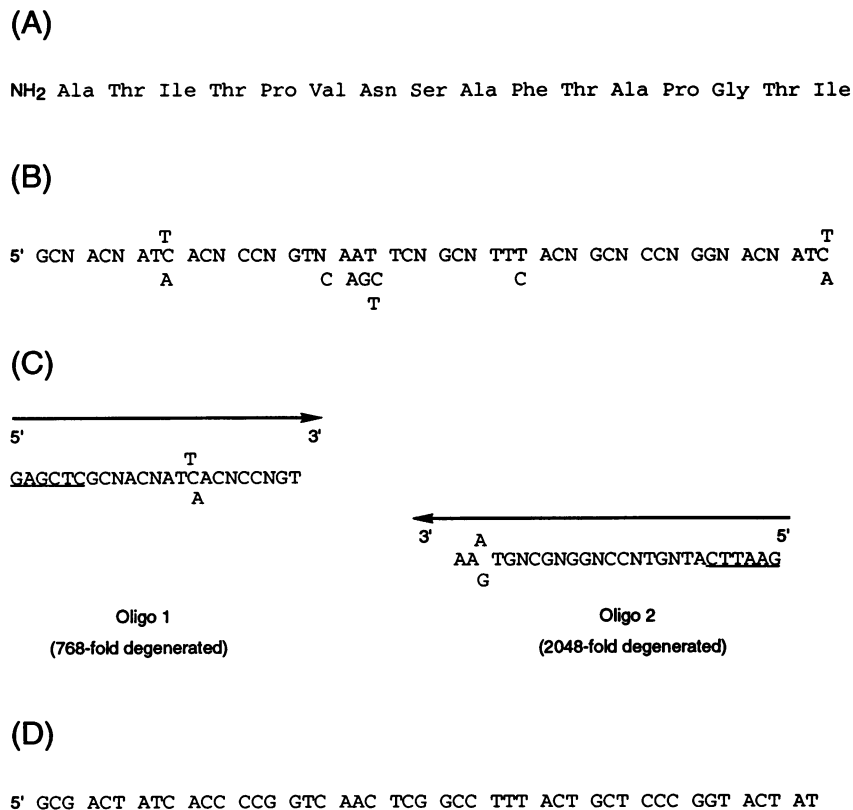 (A)
NH2 Ala Thr Ile Thr Pro Val Asn Ser Ala Phe Thr Ala Pro Gly Thr Ile
(B)
T T
5' GCN ACN ATC ACN CCN GTN AAT TCN GCN TTT ACN GCN CCN GGN ACN ATC
A C AGC C A
T
(C)
5' 3'
T
GAGCTCGCNACNATCACNCCNGT
A
3' 5'
A
AA TGNCGNGGNCCNTGNTACTTAAG
G
Oligo 1
(768-fold degenerated)
Oligo 2
(2048-fold degenerated)
(D)
5' GCG ACT ATC ACC CCG GTC AAC TCG GCC TTT ACT GCT CCC GGT ACT AT